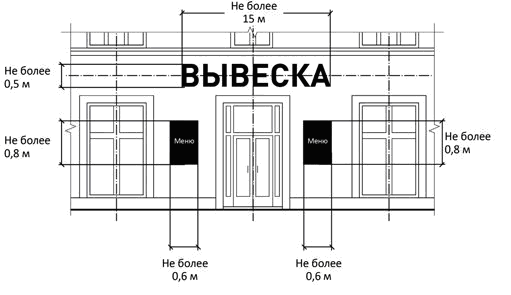 Не более
15 м
ВЫВЕСКА
Не более
0,5 м
Не более
0,8 м
Меню
Меню
Не более
0,8 м
Не более
0,6 м
Не более
0,6 м